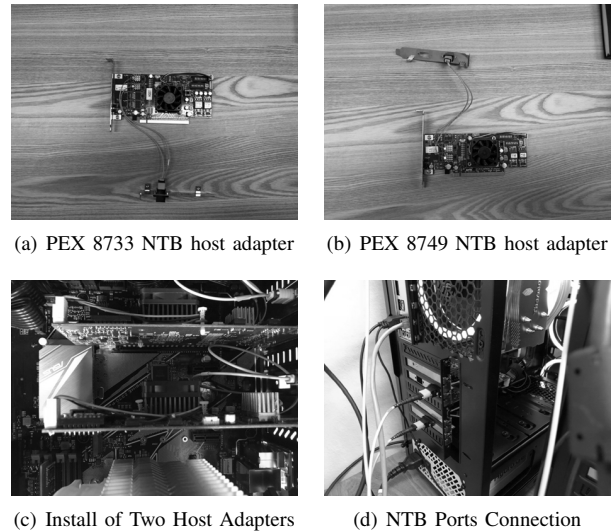 (a) PEX 8733 NTB host adapter
(b) PEX 8749 NTB host adapter
(c) Install of Two Host Adapters
(d) NTB Ports Connection